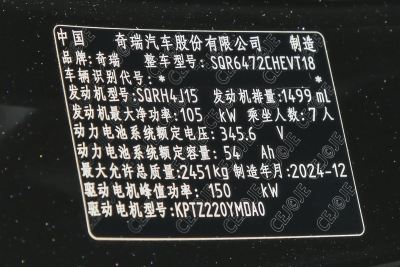 中国 奇瑞汽车股份有限公司 制造
品牌:奇瑞 整车型号:SQR6472CHEVT18
车辆识别代号:* *
发动机型号:SQRH4J15 发动机排量:1499 mL
发动机最大净功率:105 kW 乘坐人数:7人
动力电池系统额定电压:345.6 V
动力电池系统额定容量:54 Ah
最大允许总质量:2451kg 制造年月:2024-12
驱动电机峰值功率:150 kW
驱动电机型号:KPTZ220YMDA0